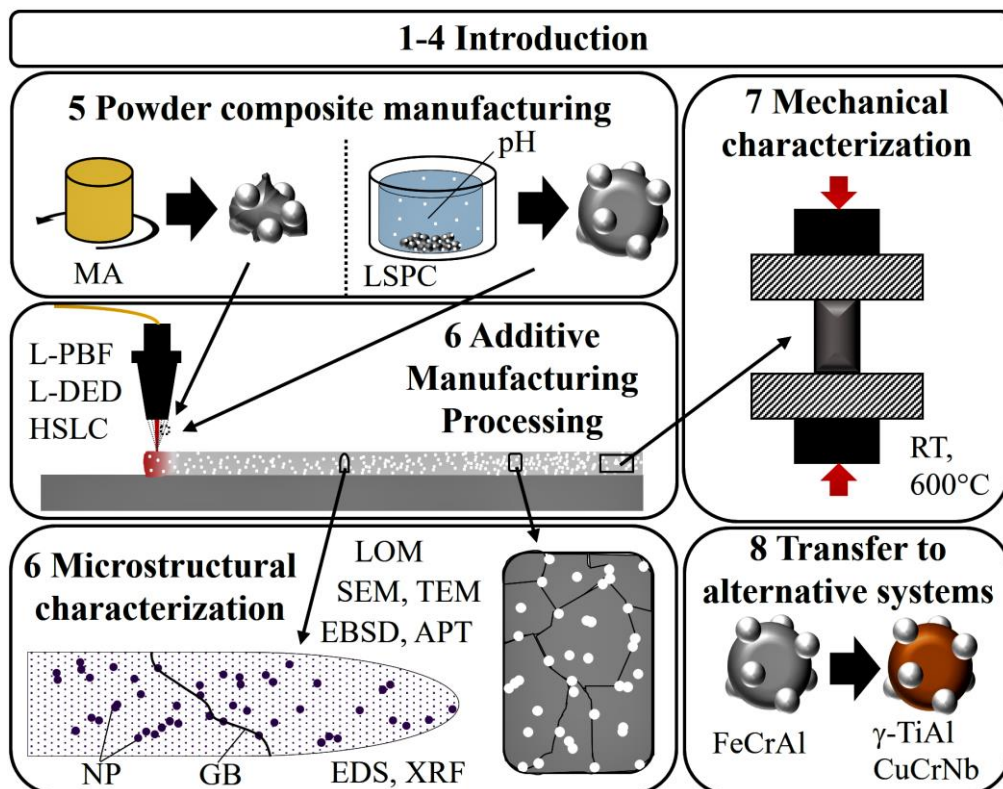 1-4 Introduction
5 Powder composite manufacturing
pH
MA
LSPC
L-PBF
L-DED
HSLC
6 Additive
Manufacturing
Processing
7 Mechanical
characterization
RT,
600°C
6 Microstructural
characterization
LOM
SEM, TEM
EBSD, APT
NP
GB
EDS, XRF
8 Transfer to
alternative systems
FeCrAl
γ-TiAl
CuCrNb